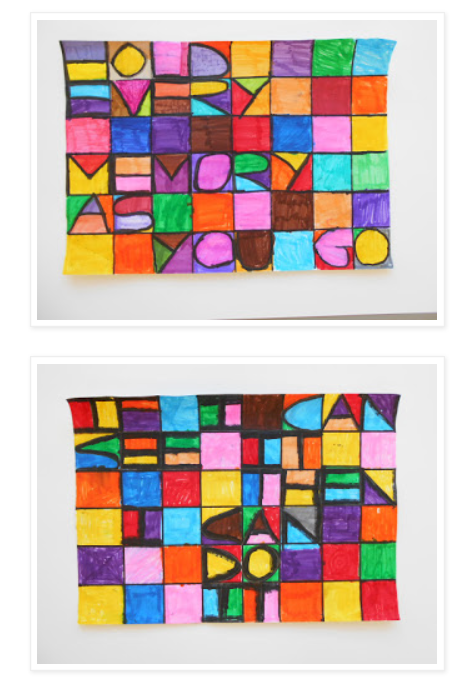 HOLD
EVERY
MEMORY
AS
YOU GO
IF I CAN
SEE IT
THEN
I CAN
DO
IT